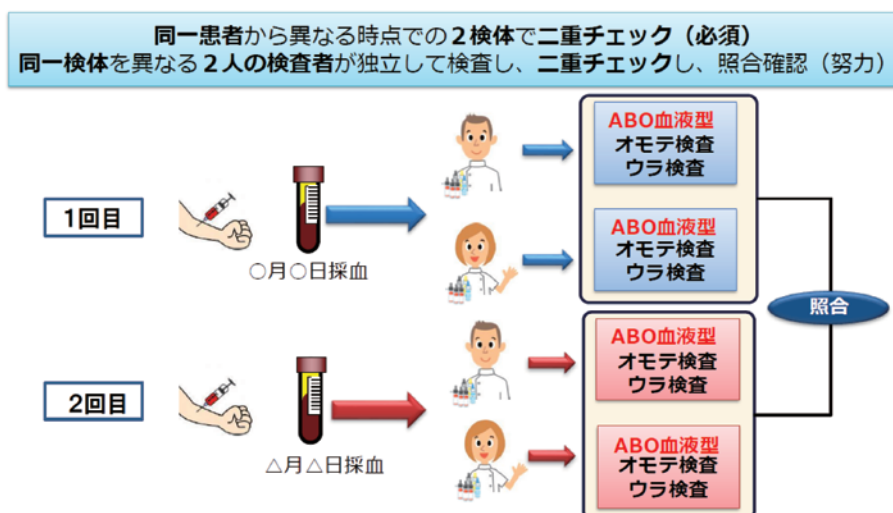 同一患者から異なる時点での２検体で二重チェック（必須）
同一検体を異なる２人の検査者が独立して検査し、二重チェックし、照合確認（努力）
1回目
○月○日採血
ABO血液型
オモテ検査
ウラ検査
ABO血液型
オモテ検査
ウラ検査
照合
2回目
△月△日採血
ABO血液型
オモテ検査
ウラ検査
ABO血液型
オモテ検査
ウラ検査